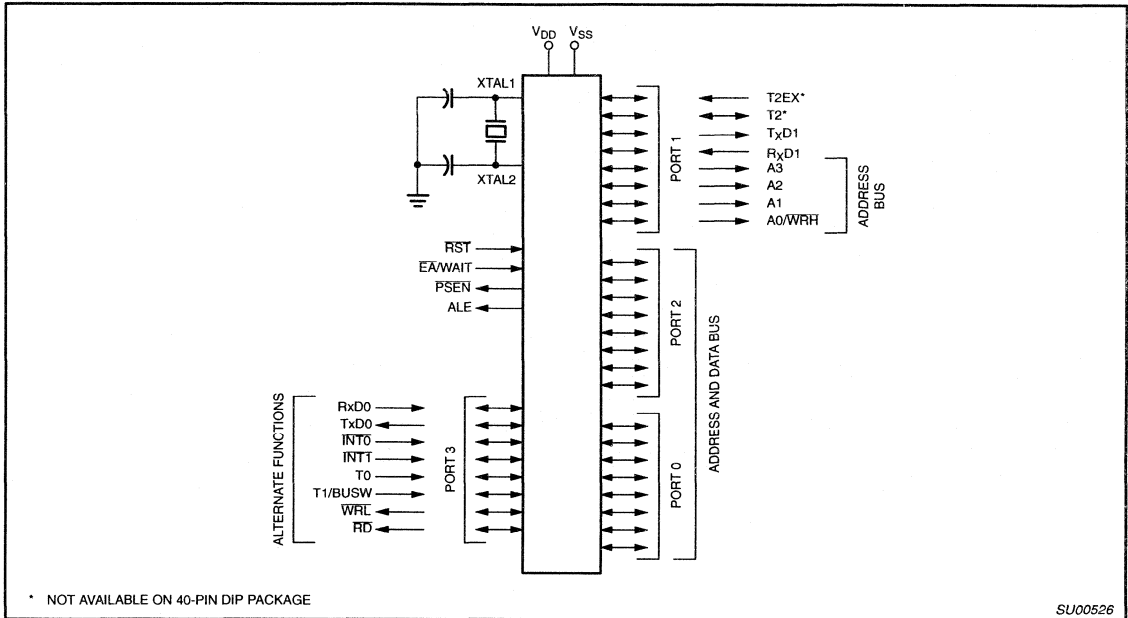 VDD VSS
XTAL1
XTAL2
RST
EA/WAIT
PSEN
ALE
ALTERNATE FUNCTIONS
RxD0
TxD0
INT0
INT1
T0
T1/BUSW
WRL
RD
PORT 3
PORT 1
T2EX*
T2*
TXD1
RXD1
A3
A2
A1
A0/WRH
ADDRESS
BUS
PORT 2
PORT 0
ADDRESS AND DATA BUS
* NOT AVAILABLE ON 40-PIN DIP PACKAGE
SU00526